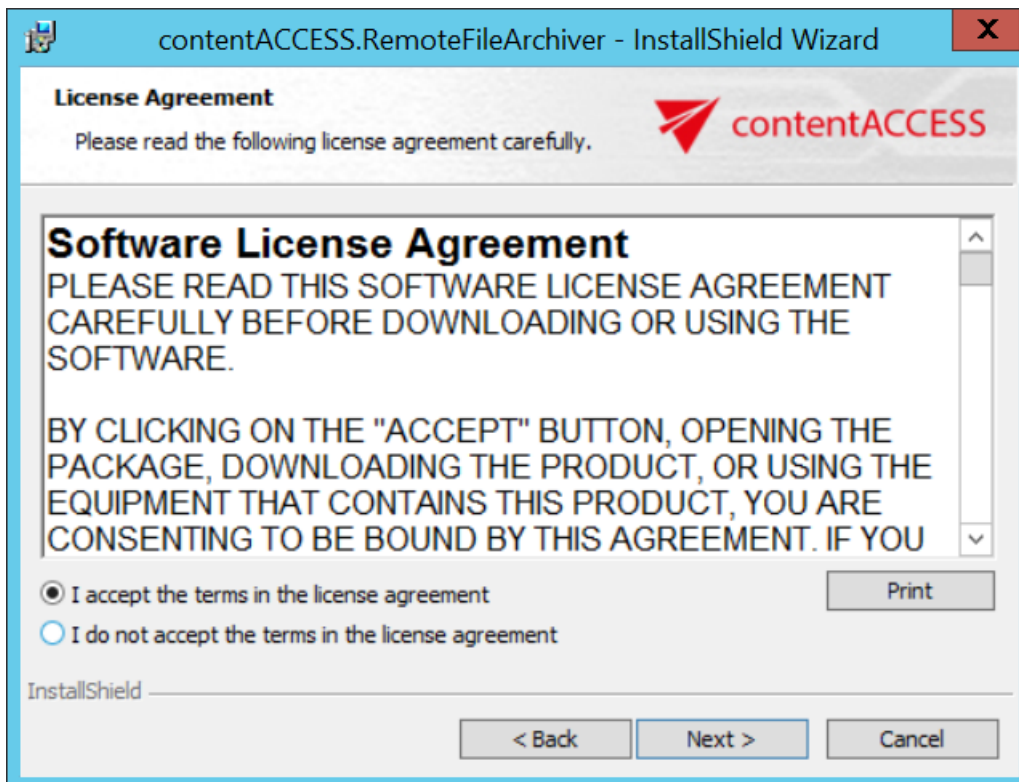 contentACCESS.RemoteFileArchiver - InstallShield Wizard
X
License Agreement
Please read the following license agreement carefully.
contentACCESS
Software License Agreement
PLEASE READ THIS SOFTWARE LICENSE AGREEMENT
CAREFULLY BEFORE DOWNLOADING OR USING THE
SOFTWARE.
BY CLICKING ON THE "ACCEPT" BUTTON, OPENING THE
PACKAGE, DOWNLOADING THE PRODUCT, OR USING THE
EQUIPMENT THAT CONTAINS THIS PRODUCT, YOU ARE
CONSENTING TO BE BOUND BY THIS AGREEMENT. IF YOU
I accept the terms in the license agreement
Print
I do not accept the terms in the license agreement
InstallShield
< Back
Next >
Cancel